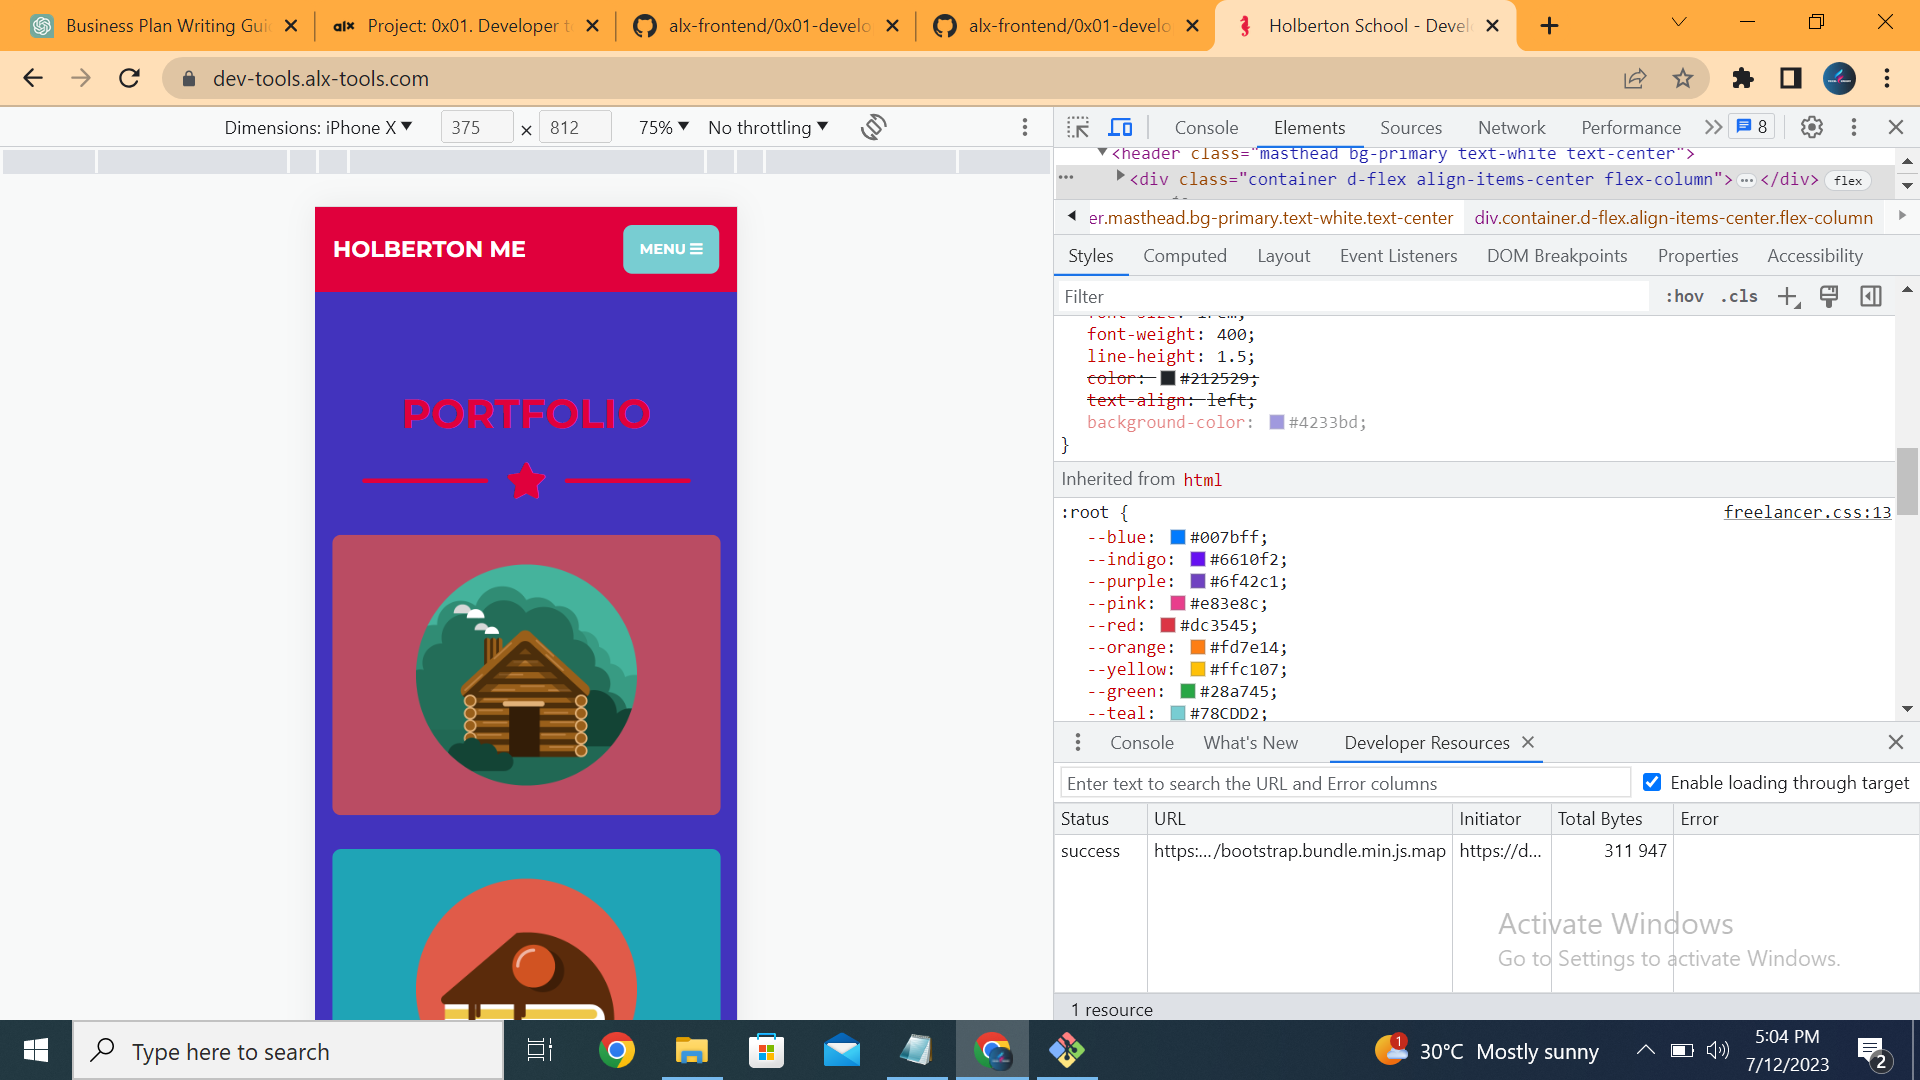 Business Plan Writing Gui
alx Project: 0x01. Developer t
alx-frontend/0x01-develo
alx-frontend/0x01-develo
Holberton School - Devel
dev-tools.alx-tools.com
Dimensions: iPhone X ▼ 375 × 812 75% ▼ No throttling ▼
Console Elements Sources Network Performance 8
<header class="masthead bg-primary text-white text-center">
<div class="container d-flex align-items-center flex-column"> </div> flex
er.masthead.bg-primary.text-white.text-center div.container.d-flex.align-items-center.flex-column
Styles Computed Layout Event Listeners DOM Breakpoints Properties Accessibility
Filter :hov .cls
font-size: 1rem;
font-weight: 400;
line-height: 1.5;
color: #212529;
text-align: left;
background-color: #4233bd;
}
Inherited from html
:root { freelancer.css:13
--blue: #007bff;
--indigo: #6610f2;
--purple: #6f42c1;
--pink: #e83e8c;
--red: #dc3545;
--orange: #fd7e14;
--yellow: #ffc107;
--green: #28a745;
--teal: #78CDD2;
HOLBERTON ME
MENU
PORTFOLIO
Console What's New Developer Resources
Enter text to search the URL and Error columns Enable loading through target
Status URL Initiator Total Bytes Error
success https:.../bootstrap.bundle.min.js.map https://d... 311 947
Activate Windows
Go to Settings to activate Windows.
1 resource
Type here to search
1
30°C Mostly sunny
5:04 PM
7/12/2023
2